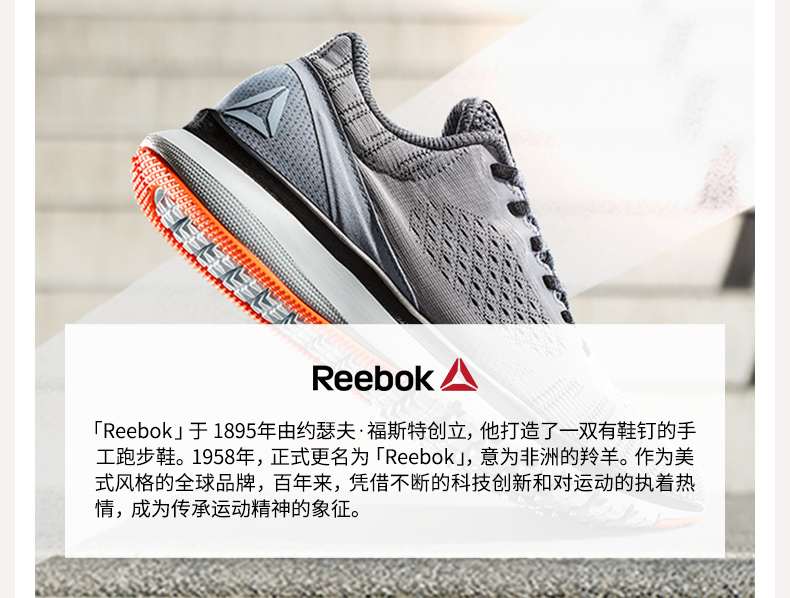 Reebok
「Reebok」于 1895年由约瑟夫·福斯特创立，他打造了一双有鞋钉的手
工跑步鞋。1958年，正式更名为「Reebok」，意为非洲的羚羊。作为美
式风格的全球品牌，百年来，凭借不断的科技创新和对运动的执着热
情，成为传承运动精神的象征。